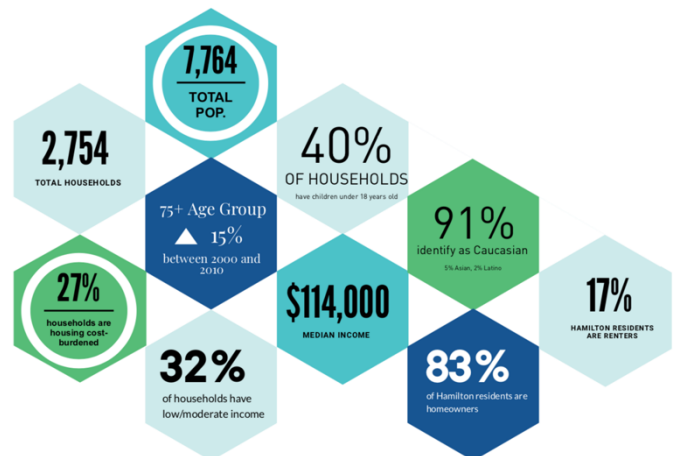 7,764
TOTAL
POP.
2,754
TOTAL HOUSEHOLDS
40%
OF HOUSEHOLDS
have children under 18 years old
75+ Age Group
15%
between 2000 and
2010
91%
identify as Caucasian
5% Asian, 2% Latino
27%
households are
housing cost-
burdened
$114,000
MEDIAN INCOME
17%
HAMILTON RESIDENTS
ARE RENTERS
32%
of households have
low/moderate income
83%
of Hamilton residents are
homeowners